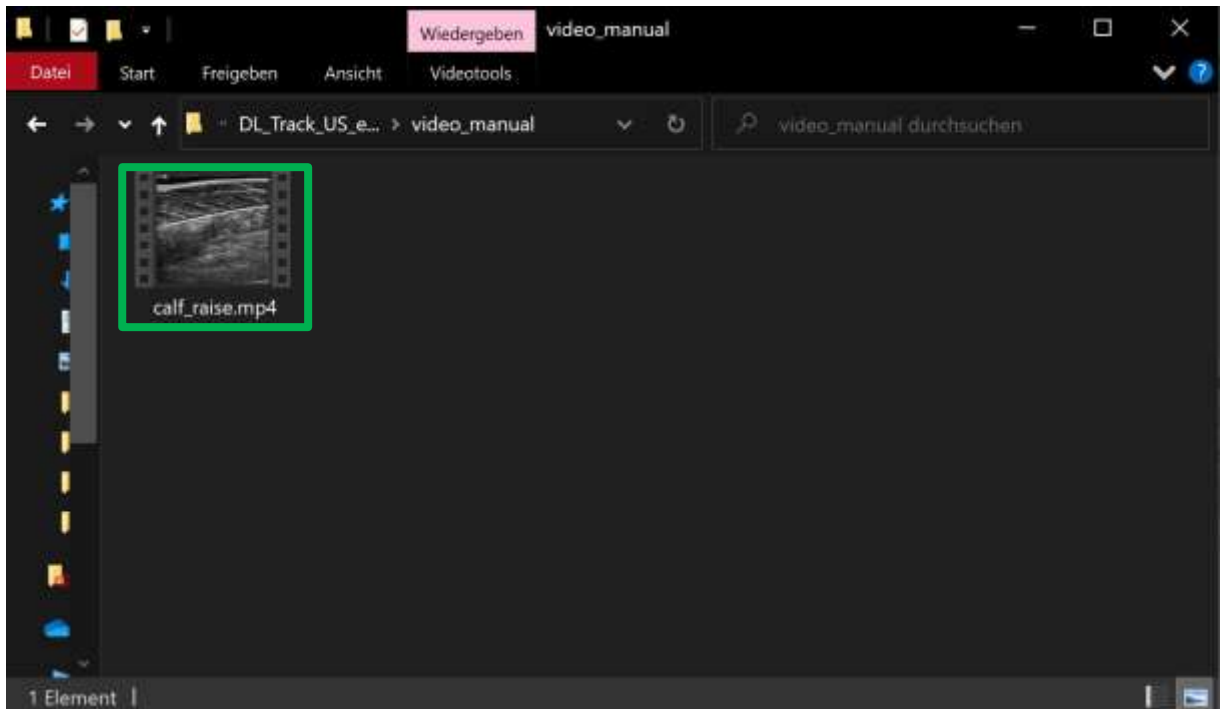 Wiedergeben video_manual
Datei Start Freigeben Ansicht Videotools
DL_Track_US_e... > video_manual video_manual durchsuchen
calf_raise.mp4
1 Element